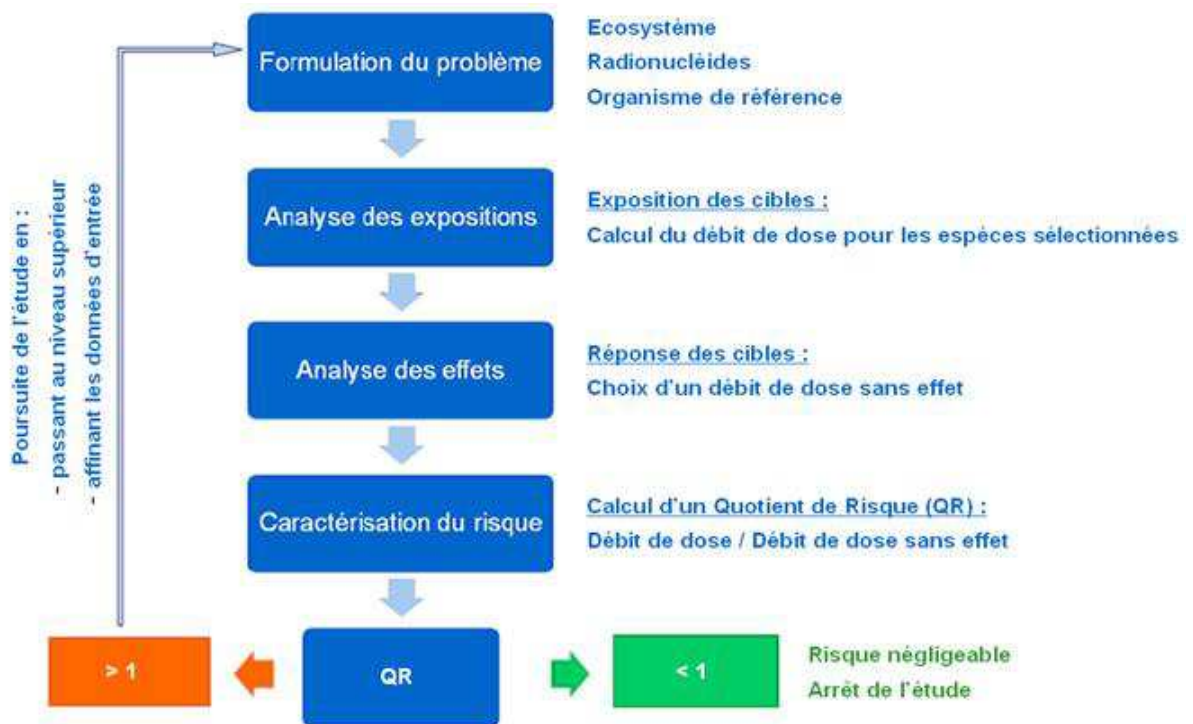 Formulation du problème
Ecosystème
Radionucléides
Organisme de référence
Analyse des expositions
Exposition des cibles :
Calcul du débit de dose pour les espèces sélectionnées
Analyse des effets
Réponse des cibles :
Choix d'un débit de dose sans effet
Caractérisation du risque
Calcul d'un Quotient de Risque (QR) :
Débit de dose / Débit de dose sans effet
Poursuite de l'étude en :
- passant au niveau supérieur
- affinant les données d'entrée
> 1
QR
< 1
Risque négligeable
Arrêt de l'étude